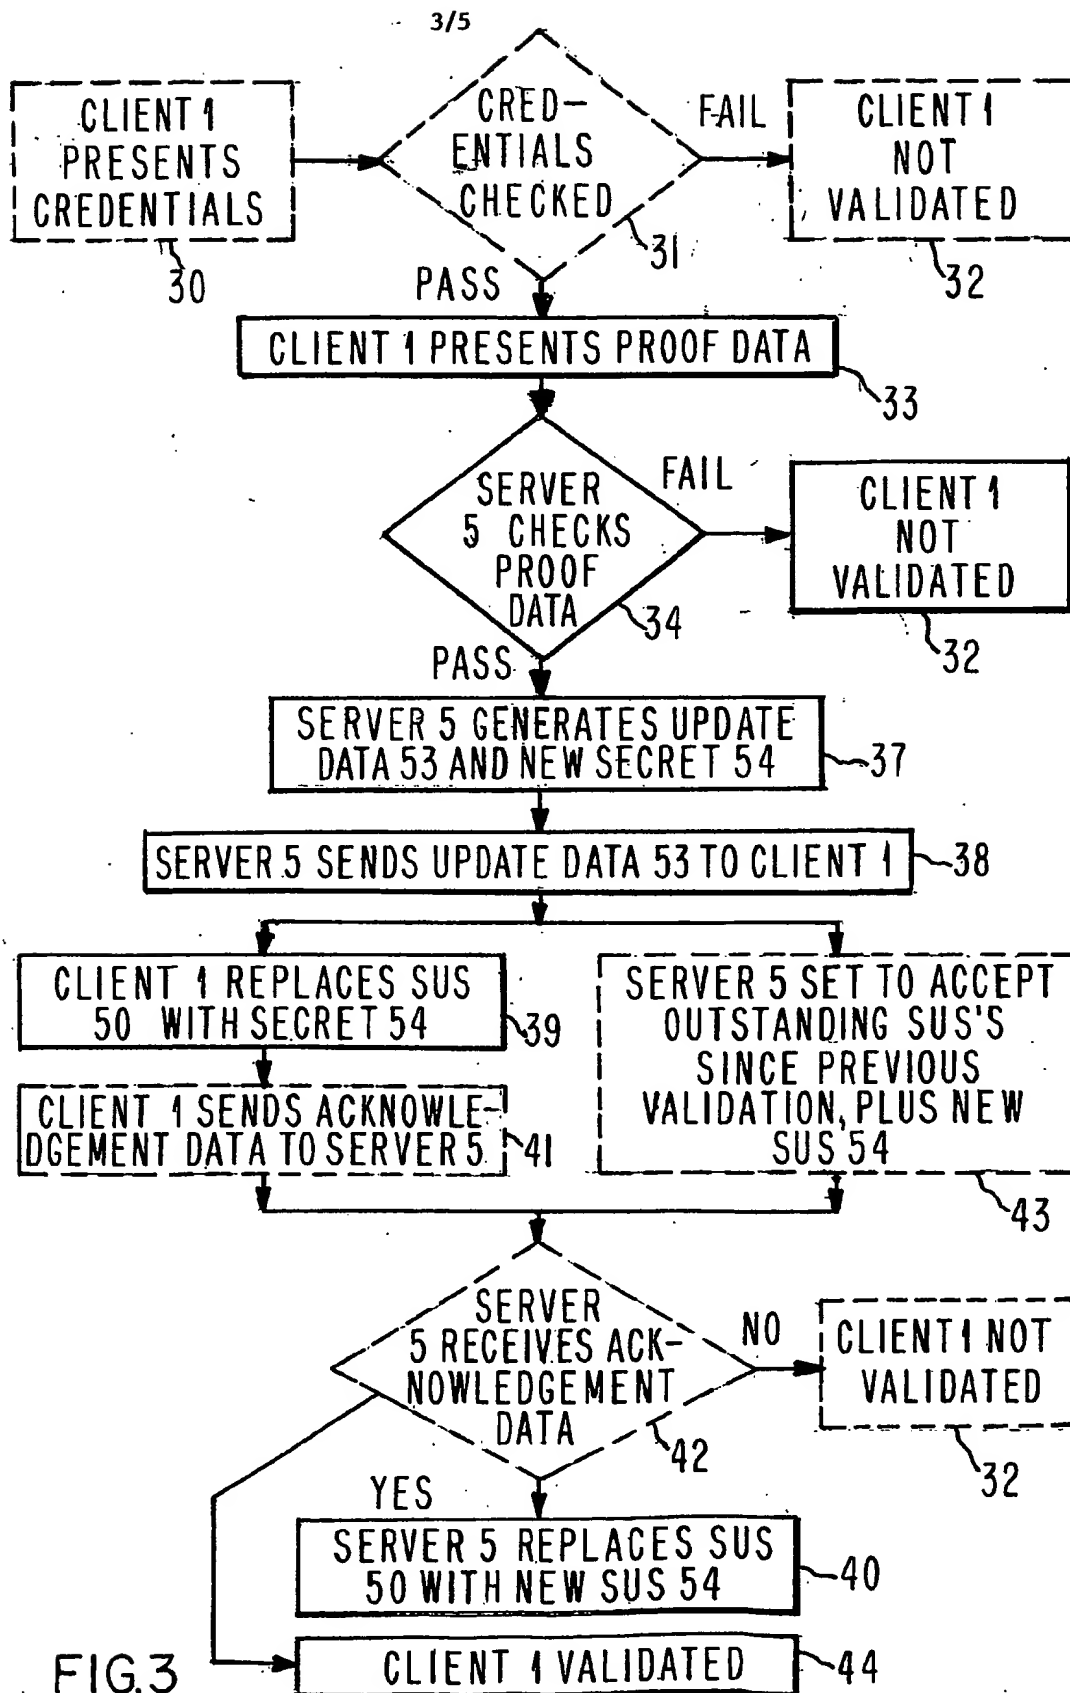 3/5
CLIENT 1
PRESENTS
CREDENTIALS
30
CRED-
ENTIALS
CHECKED
31
FAIL
CLIENT 1
NOT
VALIDATED
32
PASS
CLIENT 1 PRESENTS PROOF DATA
33
SERVER
5 CHECKS
PROOF
DATA
34
FAIL
CLIENT 1
NOT
VALIDATED
32
PASS
SERVER 5 GENERATES UPDATE
DATA 53 AND NEW SECRET 54
37
SERVER 5 SENDS UPDATE DATA 53 TO CLIENT 1
38
CLIENT 1 REPLACES SUS
50 WITH SECRET 54
39
CLIENT 1 SENDS ACKNOWLE-
DGEMENT DATA TO SERVER 5
41
SERVER 5 SET TO ACCEPT
OUTSTANDING SUS'S
SINCE PREVIOUS
VALIDATION, PLUS NEW
SUS 54
43
SERVER
5 RECEIVES ACK-
NOWLEDGEMENT
DATA
42
NO
CLIENT 1 NOT
VALIDATED
32
YES
SERVER 5 REPLACES SUS
50 WITH NEW SUS 54
40
CLIENT 1 VALIDATED
44
FIG.3